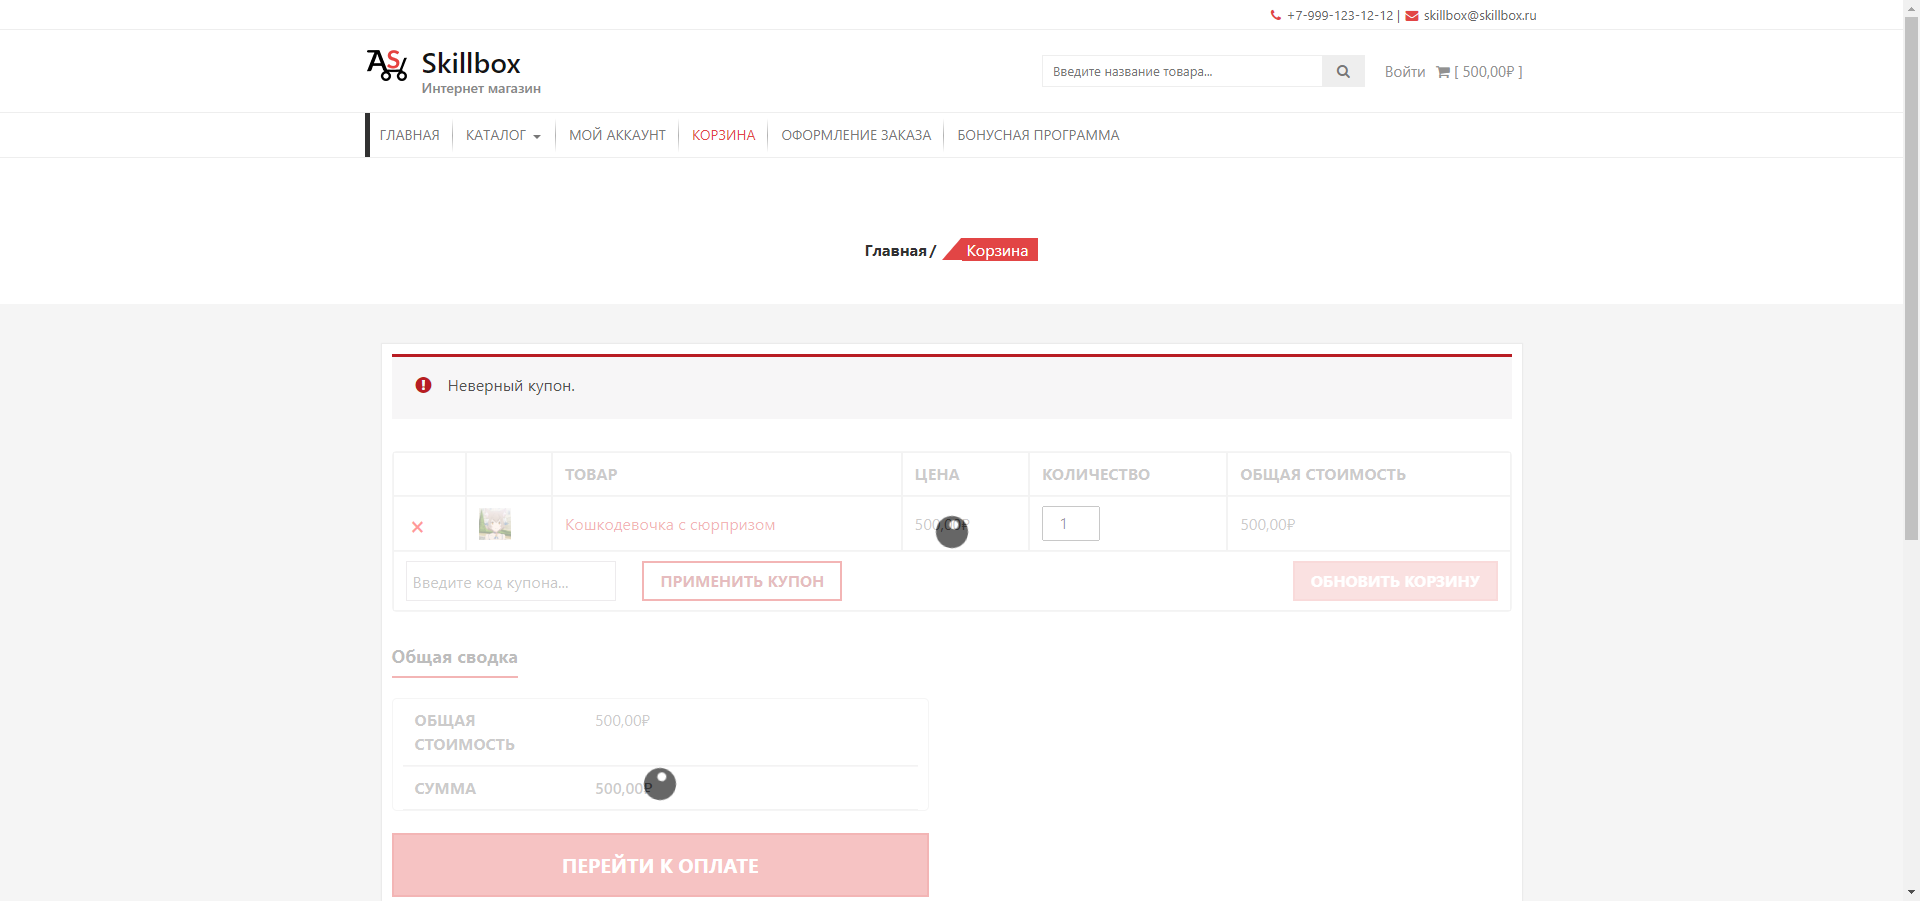 +7-999-123-12-12 | skillbox@skillbox.ru
AS Skillbox
Интернет магазин
Введите название товара...
Войти [ 500,00₽ ]
ГЛАВНАЯ КАТАЛОГ МОЙ АККАУНТ КОРЗИНА ОФОРМЛЕНИЕ ЗАКАЗА БОНУСНАЯ ПРОГРАММА
Главная / Корзина
Неверный купон.
ТОВАР ЦЕНА КОЛИЧЕСТВО ОБЩАЯ СТОИМОСТЬ
× Кошкодевочка с сюрпризом 500,00₽ 1 500,00₽
Введите код купона... ПРИМЕНИТЬ КУПОН ОБНОВИТЬ КОРЗИНУ
Общая сводка
ОБЩАЯ СТОИМОСТЬ 500,00₽
СУММА 500,00₽
ПЕРЕЙТИ К ОПЛАТЕ